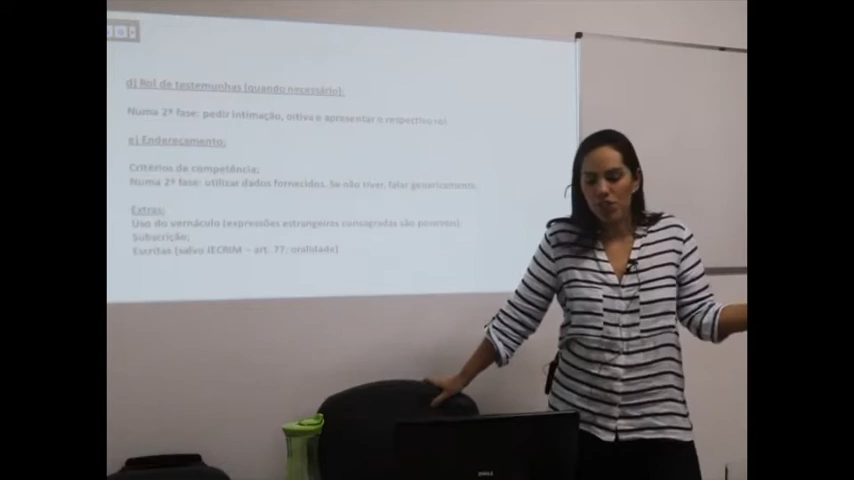 d) Rol de testemunhas (quando necessário):
Numa 2ª fase: pedir intimação, oitiva e apresentar o respectivo rol
e) Endereçamento:
Critérios de competência;
Numa 2ª fase: utilizar dados fornecidos. Se não tiver, falar genericamente.
Extras:
Uso do vernáculo (expressões estrangeiras consagradas são possíveis)
Subscrição;
Escritas (salvo JECRIM – art. 77; oralidade)
DELL